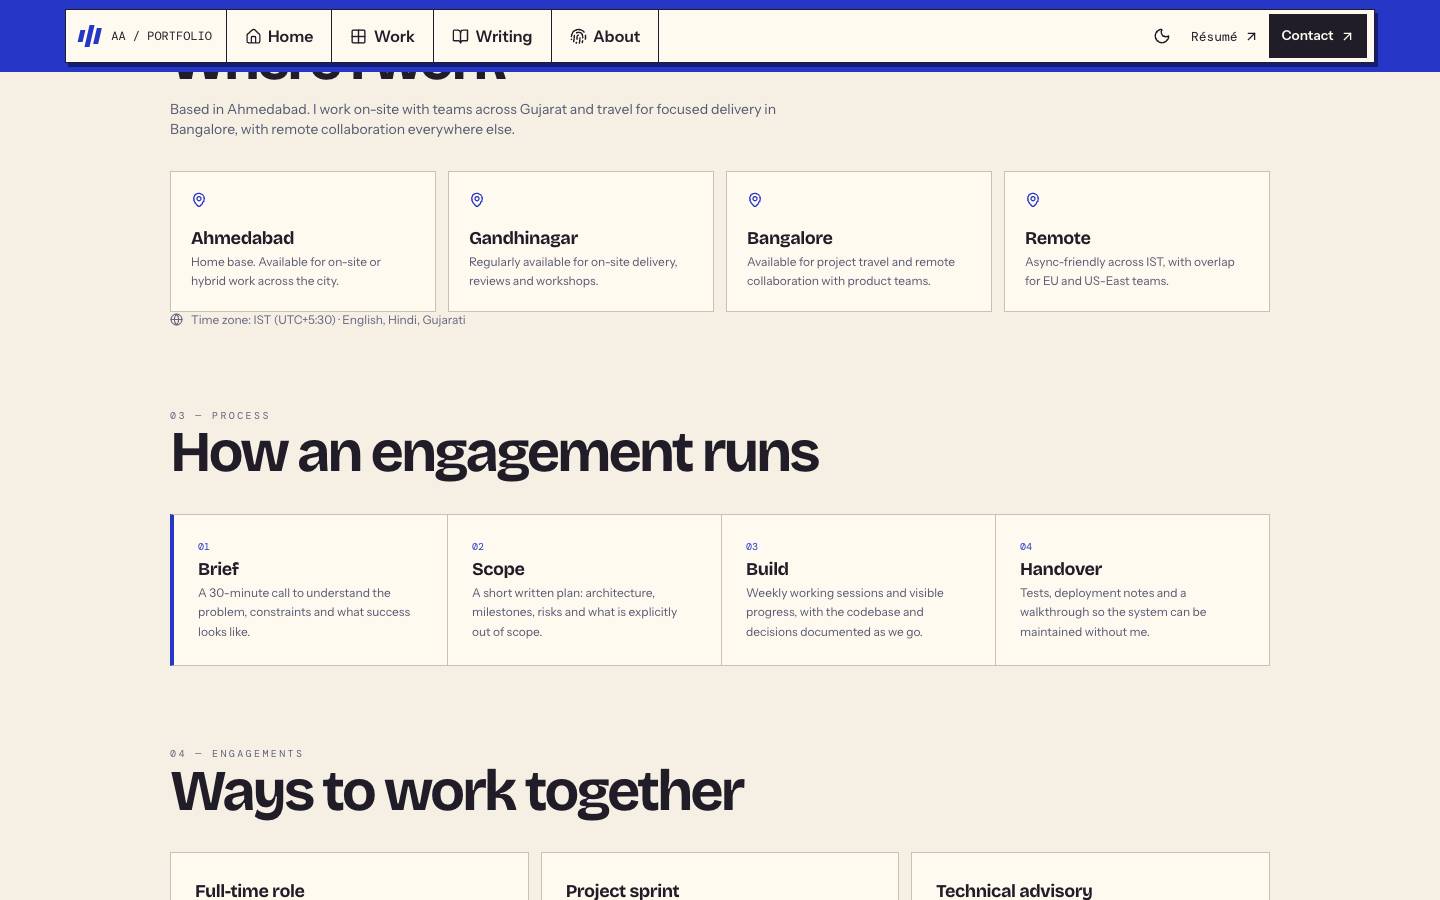 AA / PORTFOLIO
Home
Work
Writing
About
Résumé
Contact
Where I work
Based in Ahmedabad. I work on-site with teams across Gujarat and travel for focused delivery in
Bangalore, with remote collaboration everywhere else.
Ahmedabad
Home base. Available for on-site or
hybrid work across the city.
Gandhinagar
Regularly available for on-site delivery,
reviews and workshops.
Bangalore
Available for project travel and remote
collaboration with product teams.
Remote
Async-friendly across IST, with overlap
for EU and US-East teams.
Time zone: IST (UTC+5:30) · English, Hindi, Gujarati
03 — PROCESS
How an engagement runs
01
Brief
A 30-minute call to understand the
problem, constraints and what success
looks like.
02
Scope
A short written plan: architecture,
milestones, risks and what is explicitly
out of scope.
03
Build
Weekly working sessions and visible
progress, with the codebase and
decisions documented as we go.
04
Handover
Tests, deployment notes and a
walkthrough so the system can be
maintained without me.
04 — ENGAGEMENTS
Ways to work together
Full-time role
Project sprint
Technical advisory